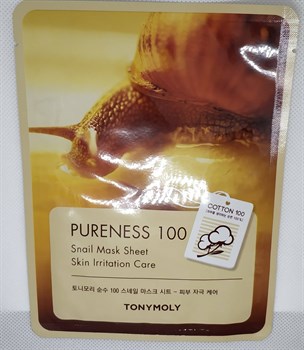 COTTON 100
PURENESS 100
Snail Mask Sheet
Skin Irritation Care
토니모리 순수 100 스네일 마스크 시트 - 피부 자극 케어
TONYMOLY